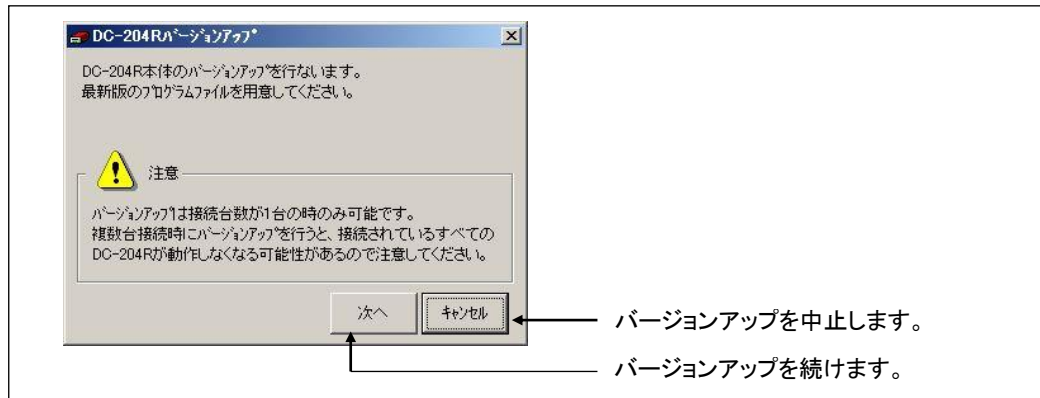 DC-204Rﾊﾞｰｼﾞｮﾝｱｯﾌﾟ
DC-204R本体のﾊﾞｰｼﾞｮﾝｱｯﾌﾟを行ないます。
最新版のﾌﾟﾛｸﾞﾗﾑﾌｧｲﾙを用意してください。
注意
ﾊﾞｰｼﾞｮﾝｱｯﾌﾟは接続台数が1台の時のみ可能です。
複数台接続時にﾊﾞｰｼﾞｮﾝｱｯﾌﾟを行うと、接続されているすべての
DC-204Rが動作しなくなる可能性があるので注意してください。
次へ
ｷｬﾝｾﾙ
バージョンアップを中止します。
バージョンアップを続けます。